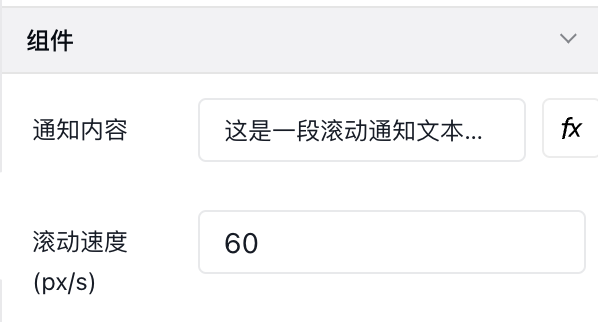 组件
通知内容
这是一段滚动通知文本...
fx
滚动速度
(px/s)
60